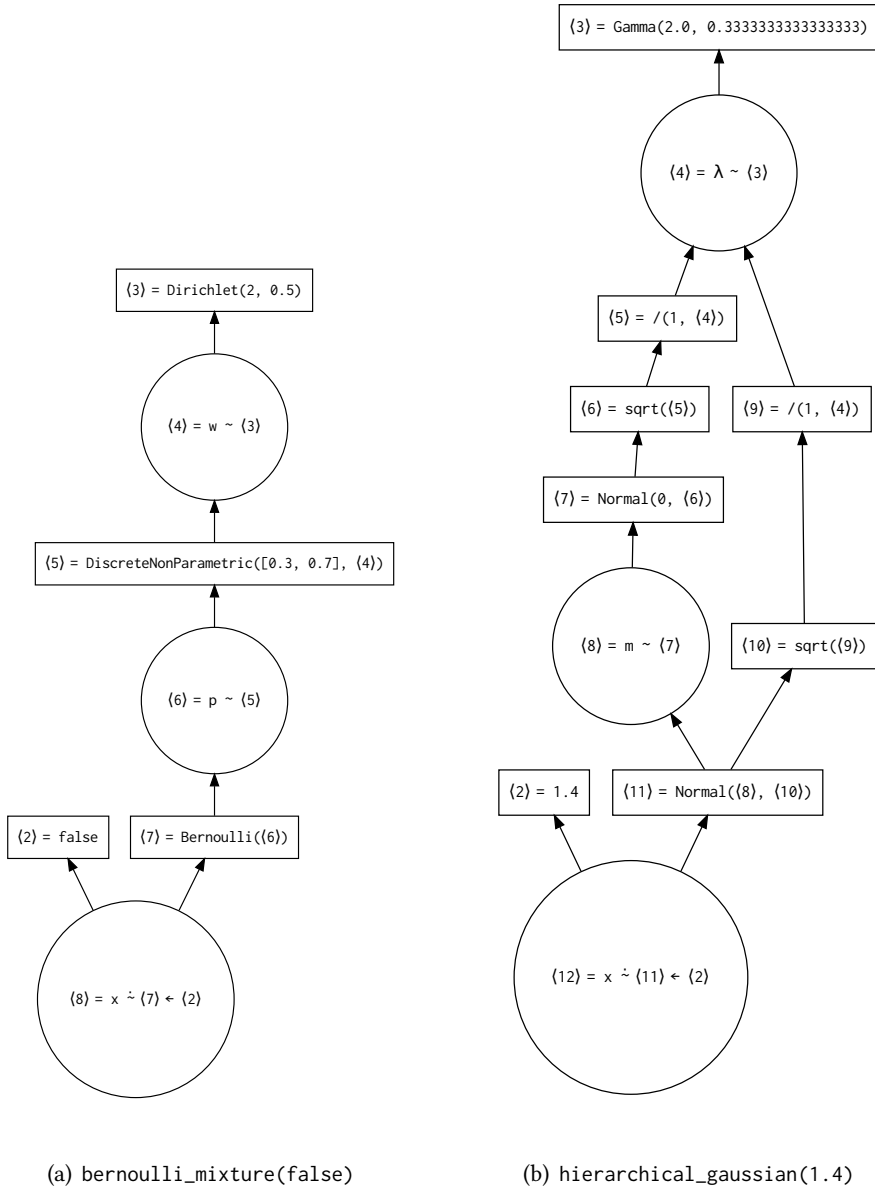 ⟨3⟩ = Dirichlet(2, 0.5)
⟨4⟩ = w ~ ⟨3⟩
⟨5⟩ = DiscreteNonParametric([0.3, 0.7], ⟨4⟩)
⟨6⟩ = p ~ ⟨5⟩
⟨2⟩ = false
⟨7⟩ = Bernoulli(⟨6⟩)
⟨8⟩ = x ∻ ⟨7⟩ ← ⟨2⟩
(a) bernoulli_mixture(false)
⟨3⟩ = Gamma(2.0, 0.3333333333333333)
⟨4⟩ = λ ~ ⟨3⟩
⟨5⟩ = /(1, ⟨4⟩)
⟨6⟩ = sqrt(⟨5⟩)
⟨9⟩ = /(1, ⟨4⟩)
⟨7⟩ = Normal(0, ⟨6⟩)
⟨8⟩ = m ~ ⟨7⟩
⟨10⟩ = sqrt(⟨9⟩)
⟨2⟩ = 1.4
⟨11⟩ = Normal(⟨8⟩, ⟨10⟩)
⟨12⟩ = x ⩪ ⟨11⟩ ← ⟨2⟩
(b) hierarchical_gaussian(1.4)